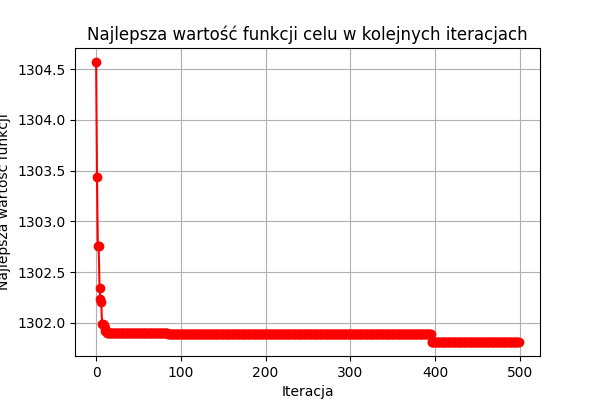 Najlepsza wartość funkcji celu w kolejnych iteracjach
Najlepsza wartość funkcji
1304.5
1304.0
1303.5
1303.0
1302.5
1302.0
0 100 200 300 400 500
Iteracja